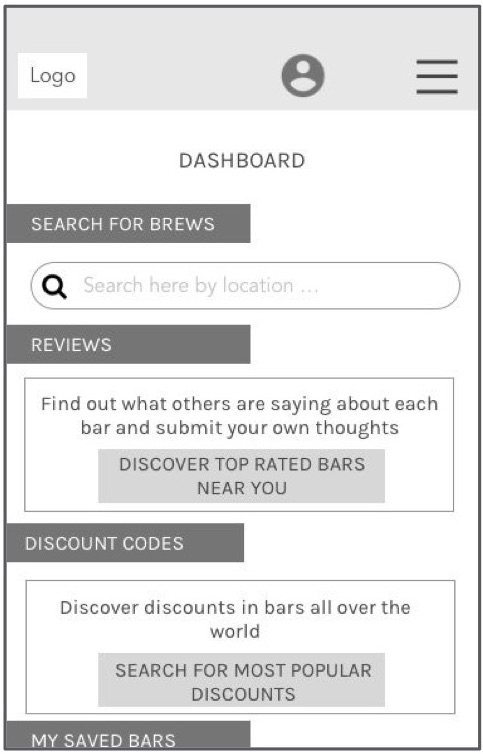 Logo
DASHBOARD
SEARCH FOR BREWS
Search here by location ...
REVIEWS
Find out what others are saying about each
bar and submit your own thoughts
DISCOVER TOP RATED BARS
NEAR YOU
DISCOUNT CODES
Discover discounts in bars all over the
world
SEARCH FOR MOST POPULAR
DISCOUNTS
MY SAVED BARS